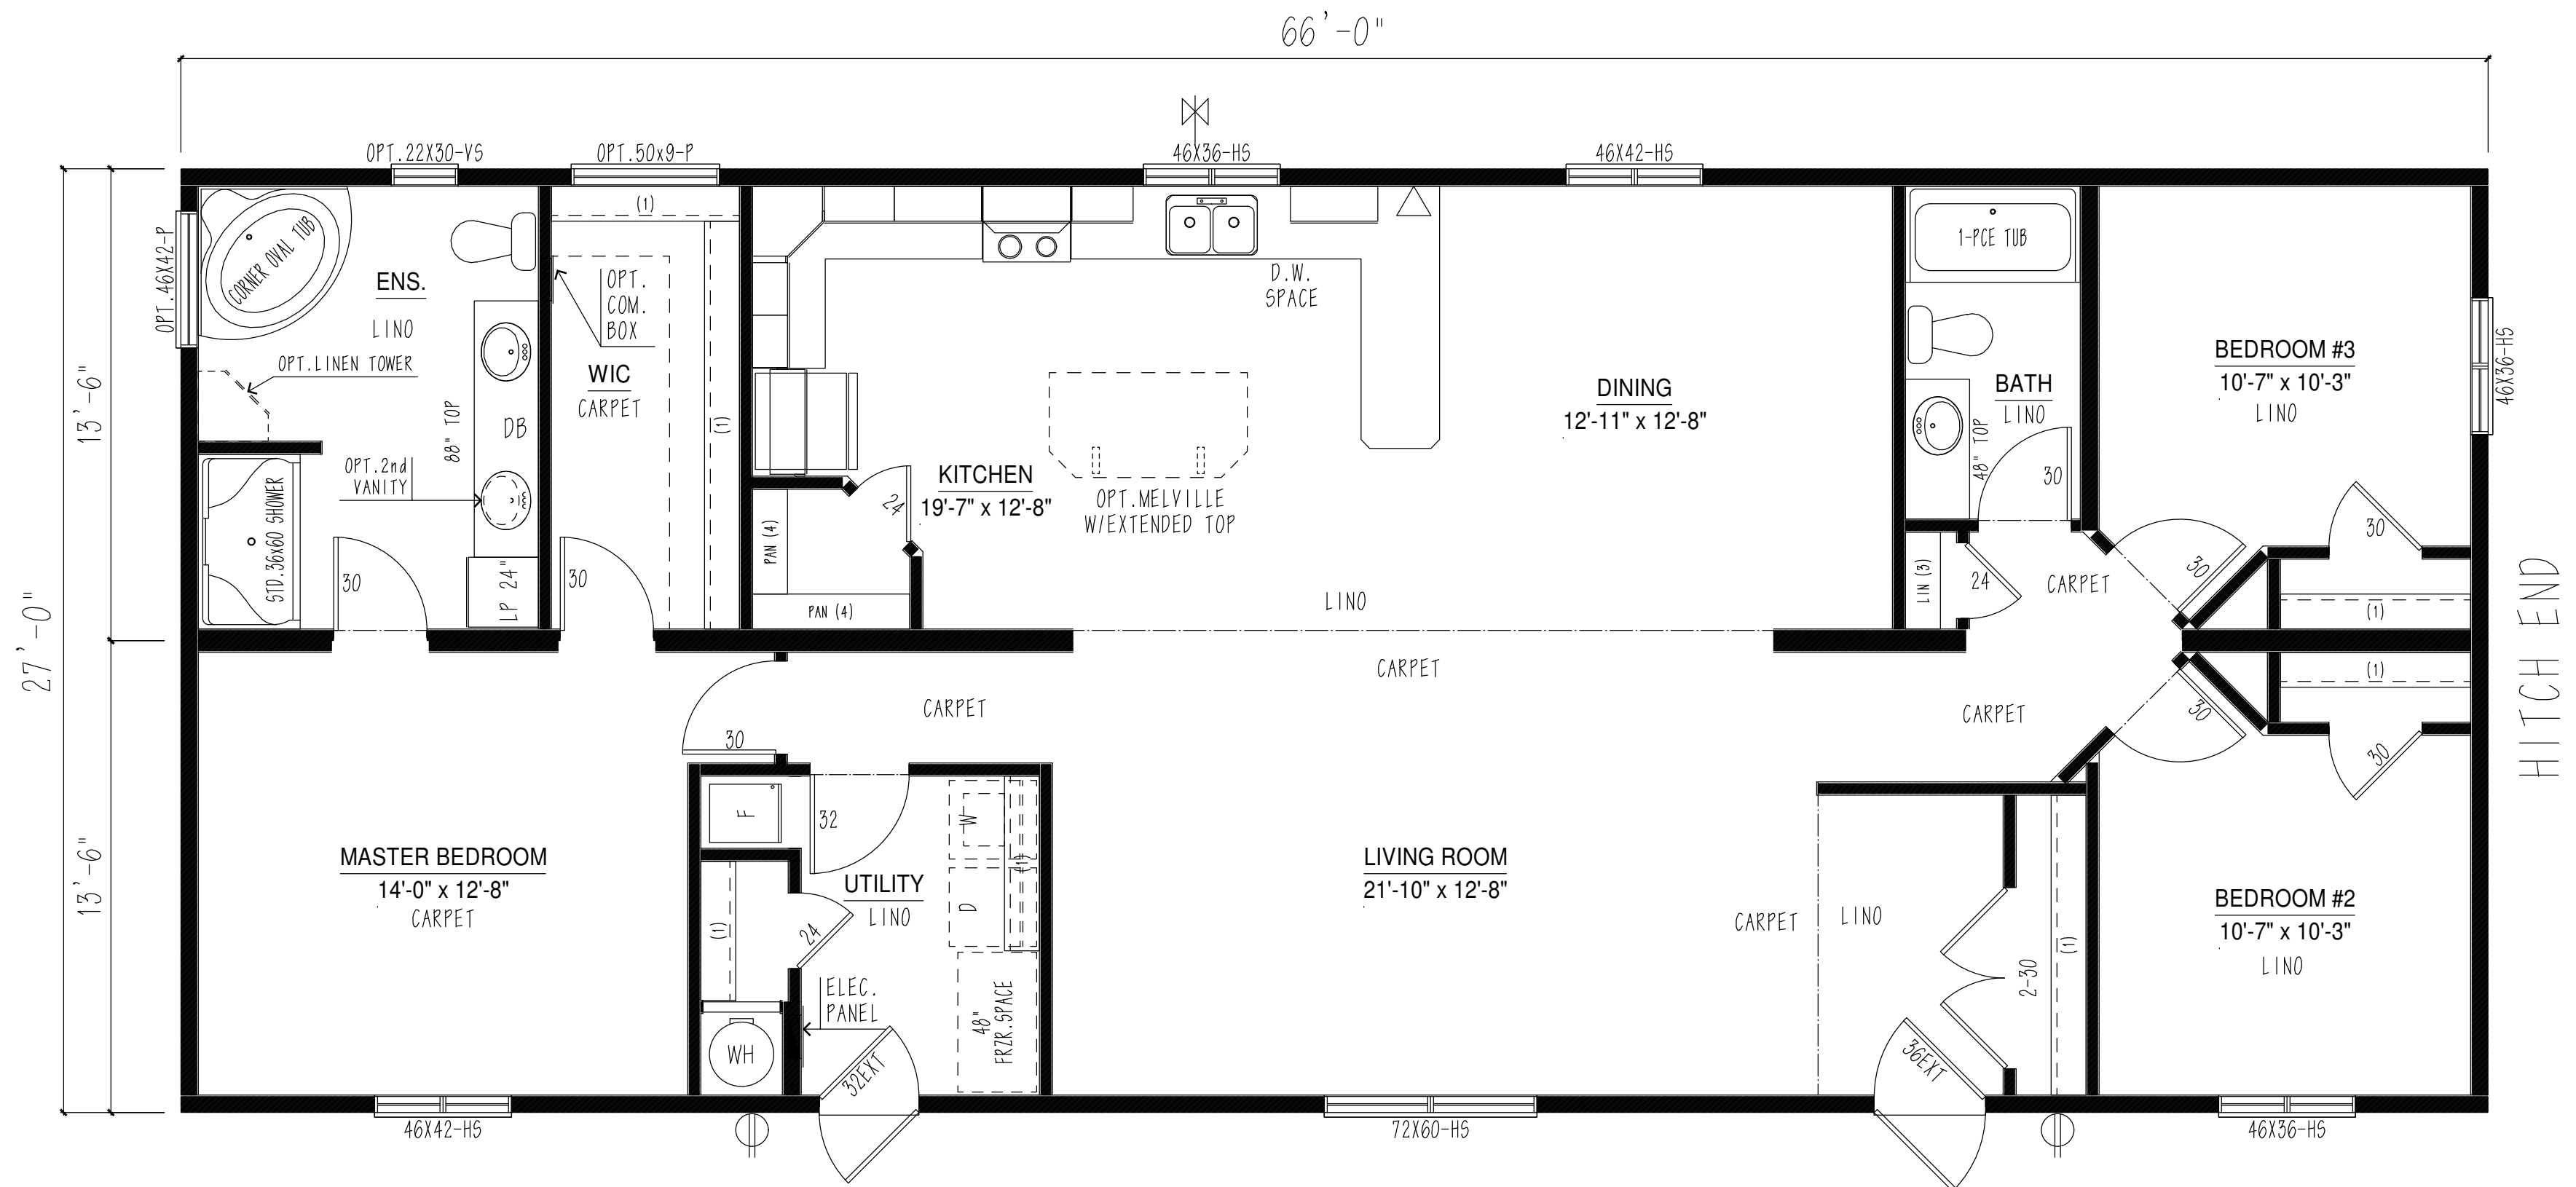 66'-0"
OPT.22X30-VS
OPT.50x9-P
46X36-HS
46X42-HS
27'-0"
13'-6"
13'-6"
OPT.46X42-P
CORNER OVAL TUB
ENS.
LINO
OPT.LINEN TOWER
88" TOP
DB
OPT.2nd
VANITY
STD.36x60 SHOWER
LP 24"
30
(1)
OPT.
COM.
BOX
WIC
CARPET
(1)
30
D.W.
SPACE
KITCHEN
19'-7" x 12'-8"
24
PAN (4)
PAN (4)
OPT.MELVILLE
W/EXTENDED TOP
LINO
DINING
12'-11" x 12'-8"
1-PCE TUB
BATH
LINO
48" TOP
30
LIN (3)
24
CARPET
BEDROOM #3
10'-7" x 10'-3"
LINO
46X36-HS
30
30
(1)
HITCH END
CARPET
CARPET
CARPET
30
MASTER BEDROOM
14'-0" x 12'-8"
CARPET
F
32
W
(1)
D
UTILITY
LINO
(1)
24
ELEC.
PANEL
48"
FRZR.SPACE
WH
32EXT
LIVING ROOM
21'-10" x 12'-8"
CARPET
LINO
2-30
(1)
36EXT
(1)
30
30
BEDROOM #2
10'-7" x 10'-3"
LINO
46X42-HS
72X60-HS
46X36-HS